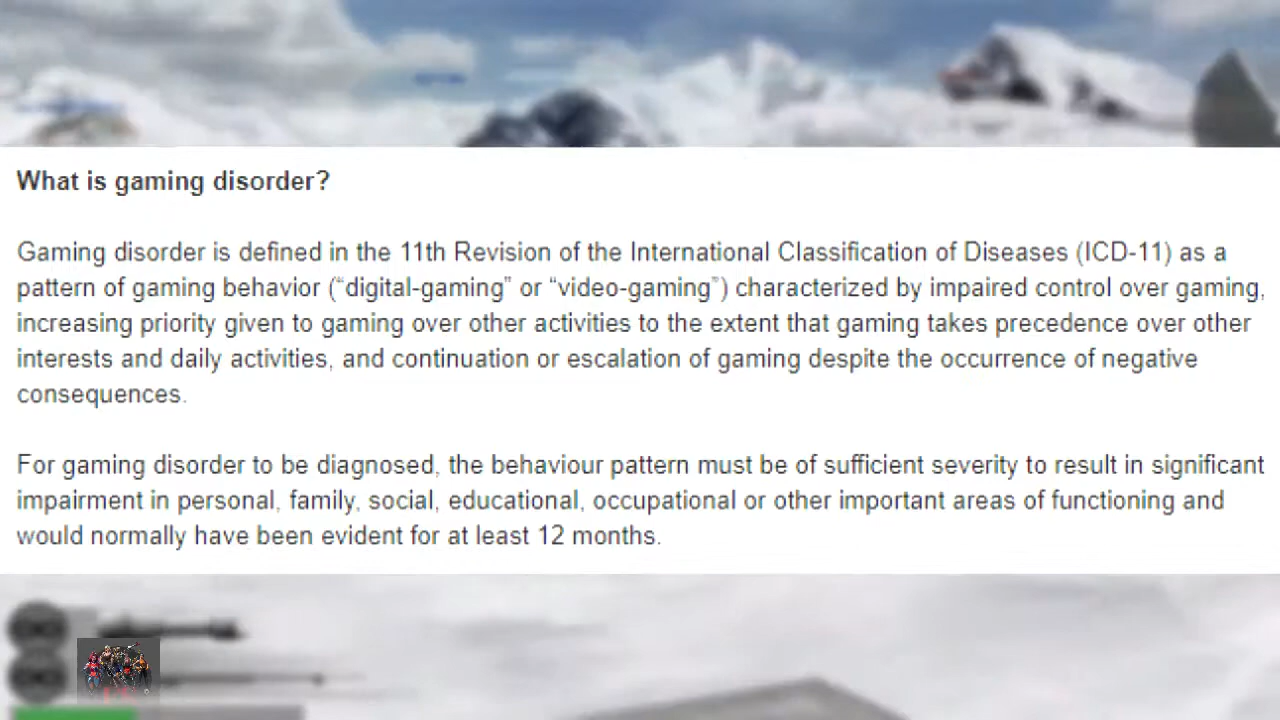 What is gaming disorder?
Gaming disorder is defined in the 11th Revision of the International Classification of Diseases (ICD-11) as a
pattern of gaming behavior (“digital-gaming” or “video-gaming”) characterized by impaired control over gaming,
increasing priority given to gaming over other activities to the extent that gaming takes precedence over other
interests and daily activities, and continuation or escalation of gaming despite the occurrence of negative
consequences.
For gaming disorder to be diagnosed, the behaviour pattern must be of sufficient severity to result in significant
impairment in personal, family, social, educational, occupational or other important areas of functioning and
would normally have been evident for at least 12 months.